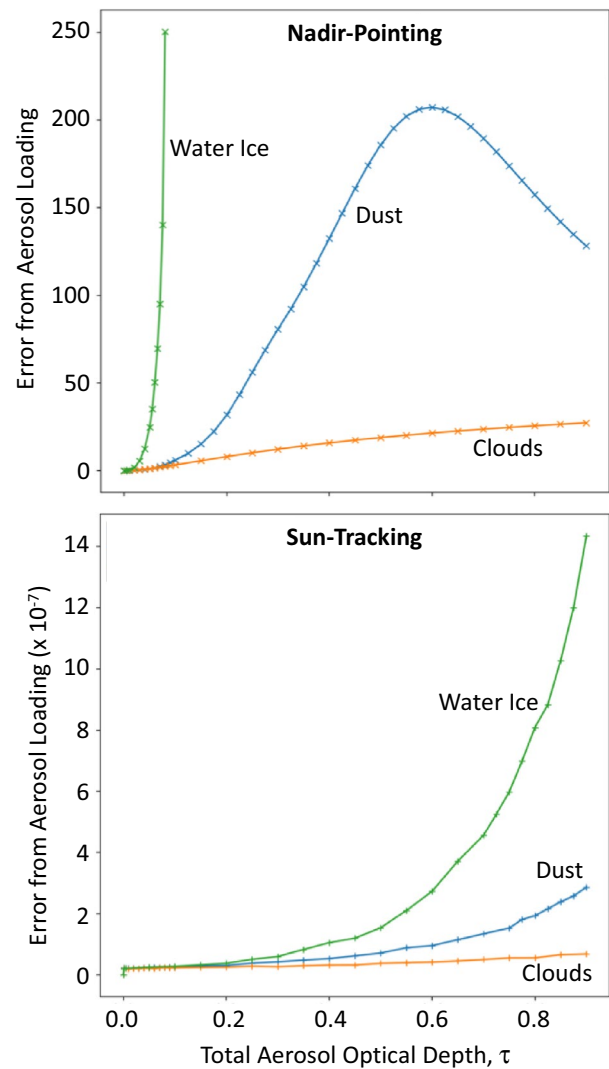 Nadir-Pointing
Error from Aerosol Loading
250
200
150
100
50
0
Water Ice
Dust
Clouds
Sun-Tracking
Error from Aerosol Loading (x 10-7)
14
12
10
8
6
4
2
0
Water Ice
Dust
Clouds
0.0 0.2 0.4 0.6 0.8
Total Aerosol Optical Depth, τ